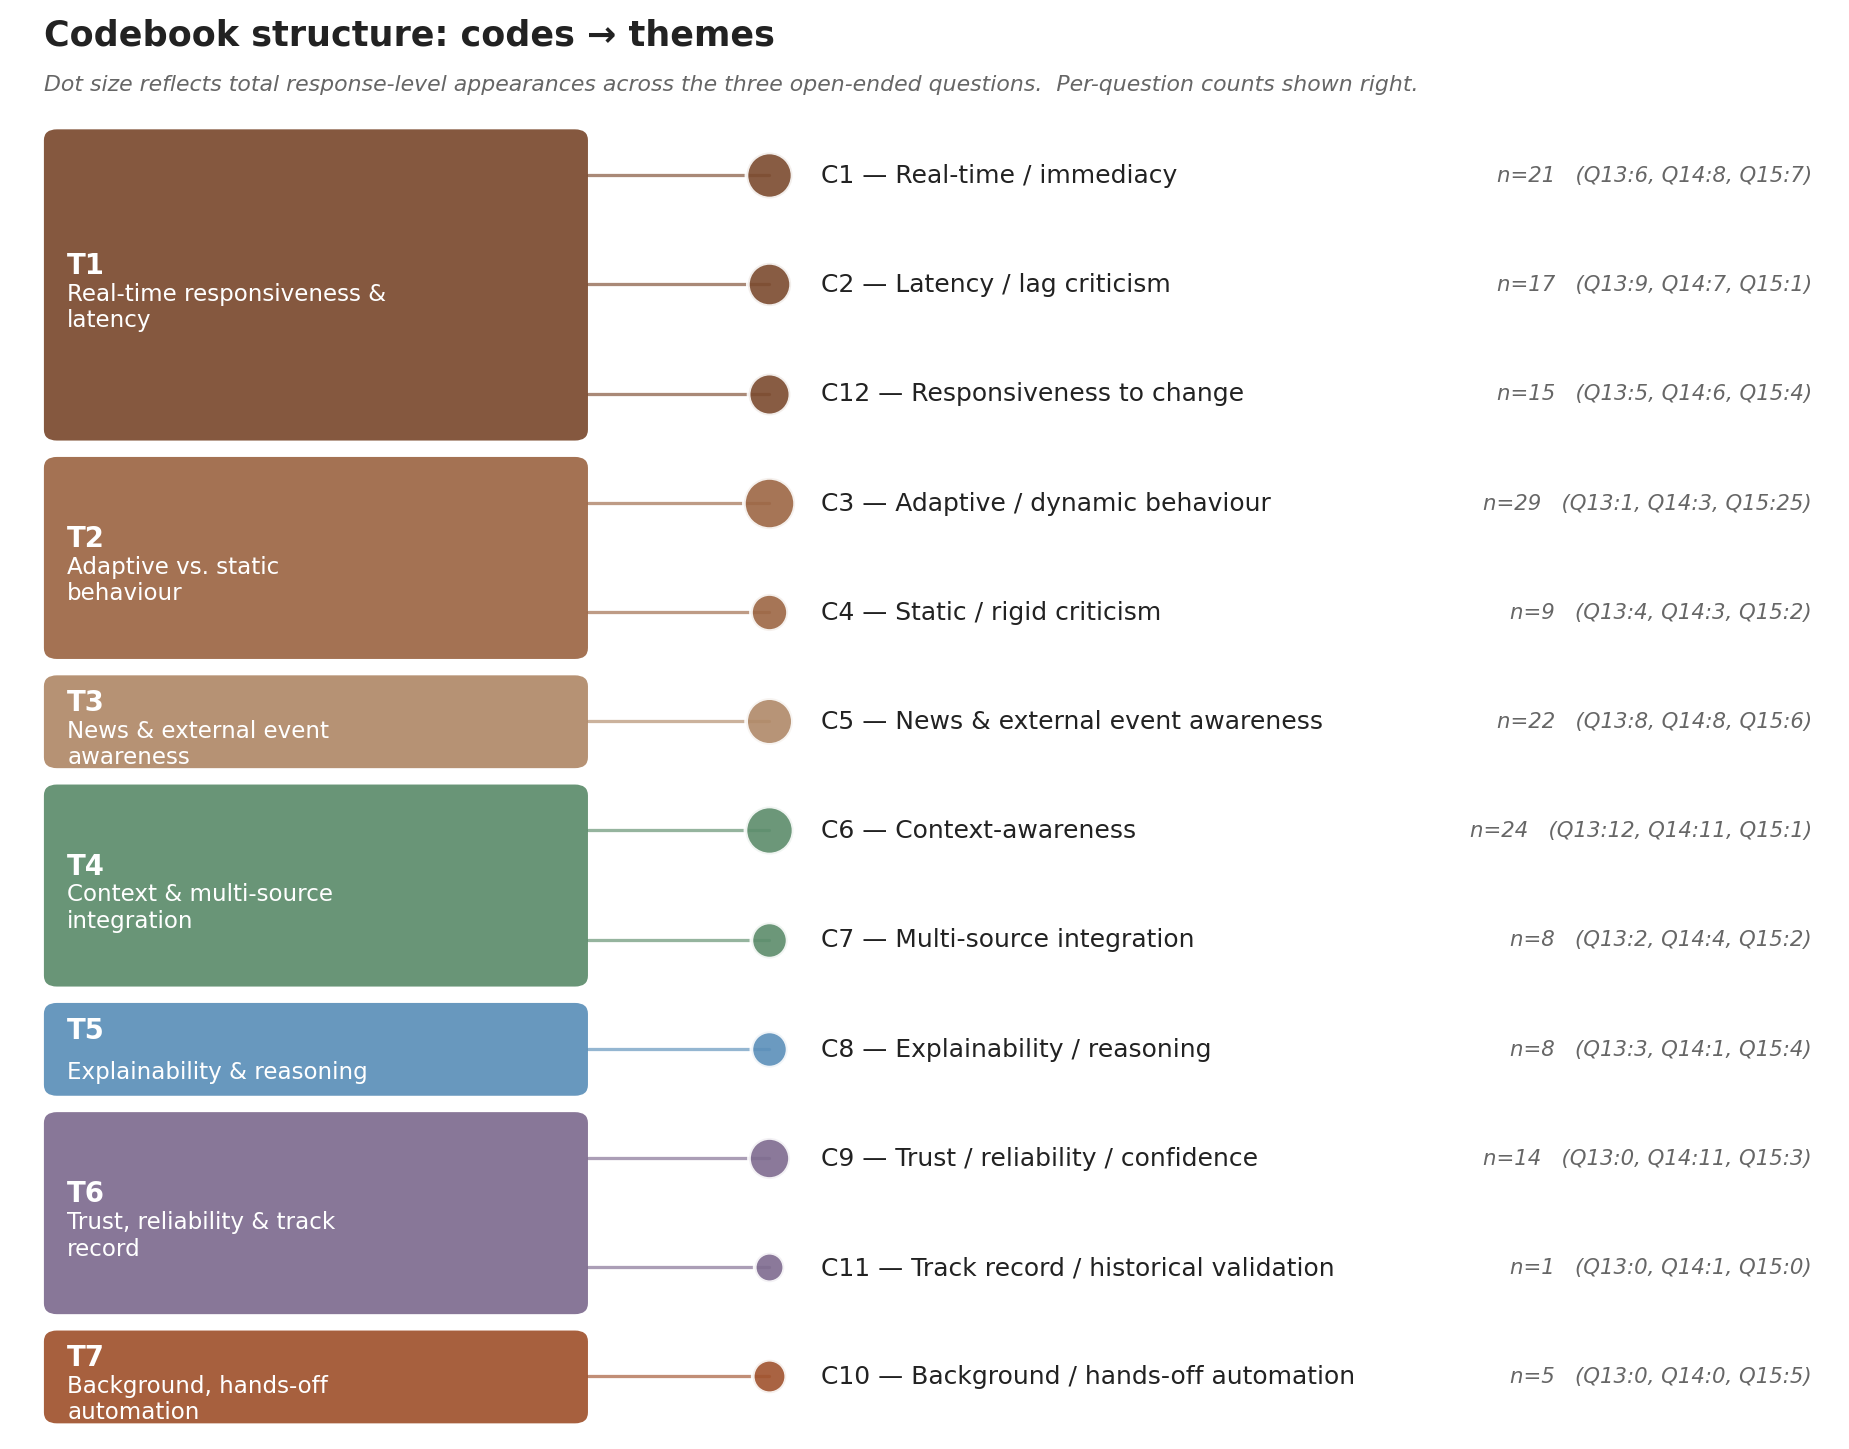 Codebook structure: codes → themes
Dot size reflects total response-level appearances across the three open-ended questions.  Per-question counts shown right.
T1
Real-time responsiveness &
latency
C1 — Real-time / immediacy n=21 (Q13:6, Q14:8, Q15:7)
C2 — Latency / lag criticism n=17 (Q13:9, Q14:7, Q15:1)
C12 — Responsiveness to change n=15 (Q13:5, Q14:6, Q15:4)
T2
Adaptive vs. static
behaviour
C3 — Adaptive / dynamic behaviour n=29 (Q13:1, Q14:3, Q15:25)
C4 — Static / rigid criticism n=9 (Q13:4, Q14:3, Q15:2)
T3
News & external event
awareness
C5 — News & external event awareness n=22 (Q13:8, Q14:8, Q15:6)
T4
Context & multi-source
integration
C6 — Context-awareness n=24 (Q13:12, Q14:11, Q15:1)
C7 — Multi-source integration n=8 (Q13:2, Q14:4, Q15:2)
T5
Explainability & reasoning
C8 — Explainability / reasoning n=8 (Q13:3, Q14:1, Q15:4)
T6
Trust, reliability & track
record
C9 — Trust / reliability / confidence n=14 (Q13:0, Q14:11, Q15:3)
C11 — Track record / historical validation n=1 (Q13:0, Q14:1, Q15:0)
T7
Background, hands-off
automation
C10 — Background / hands-off automation n=5 (Q13:0, Q14:0, Q15:5)